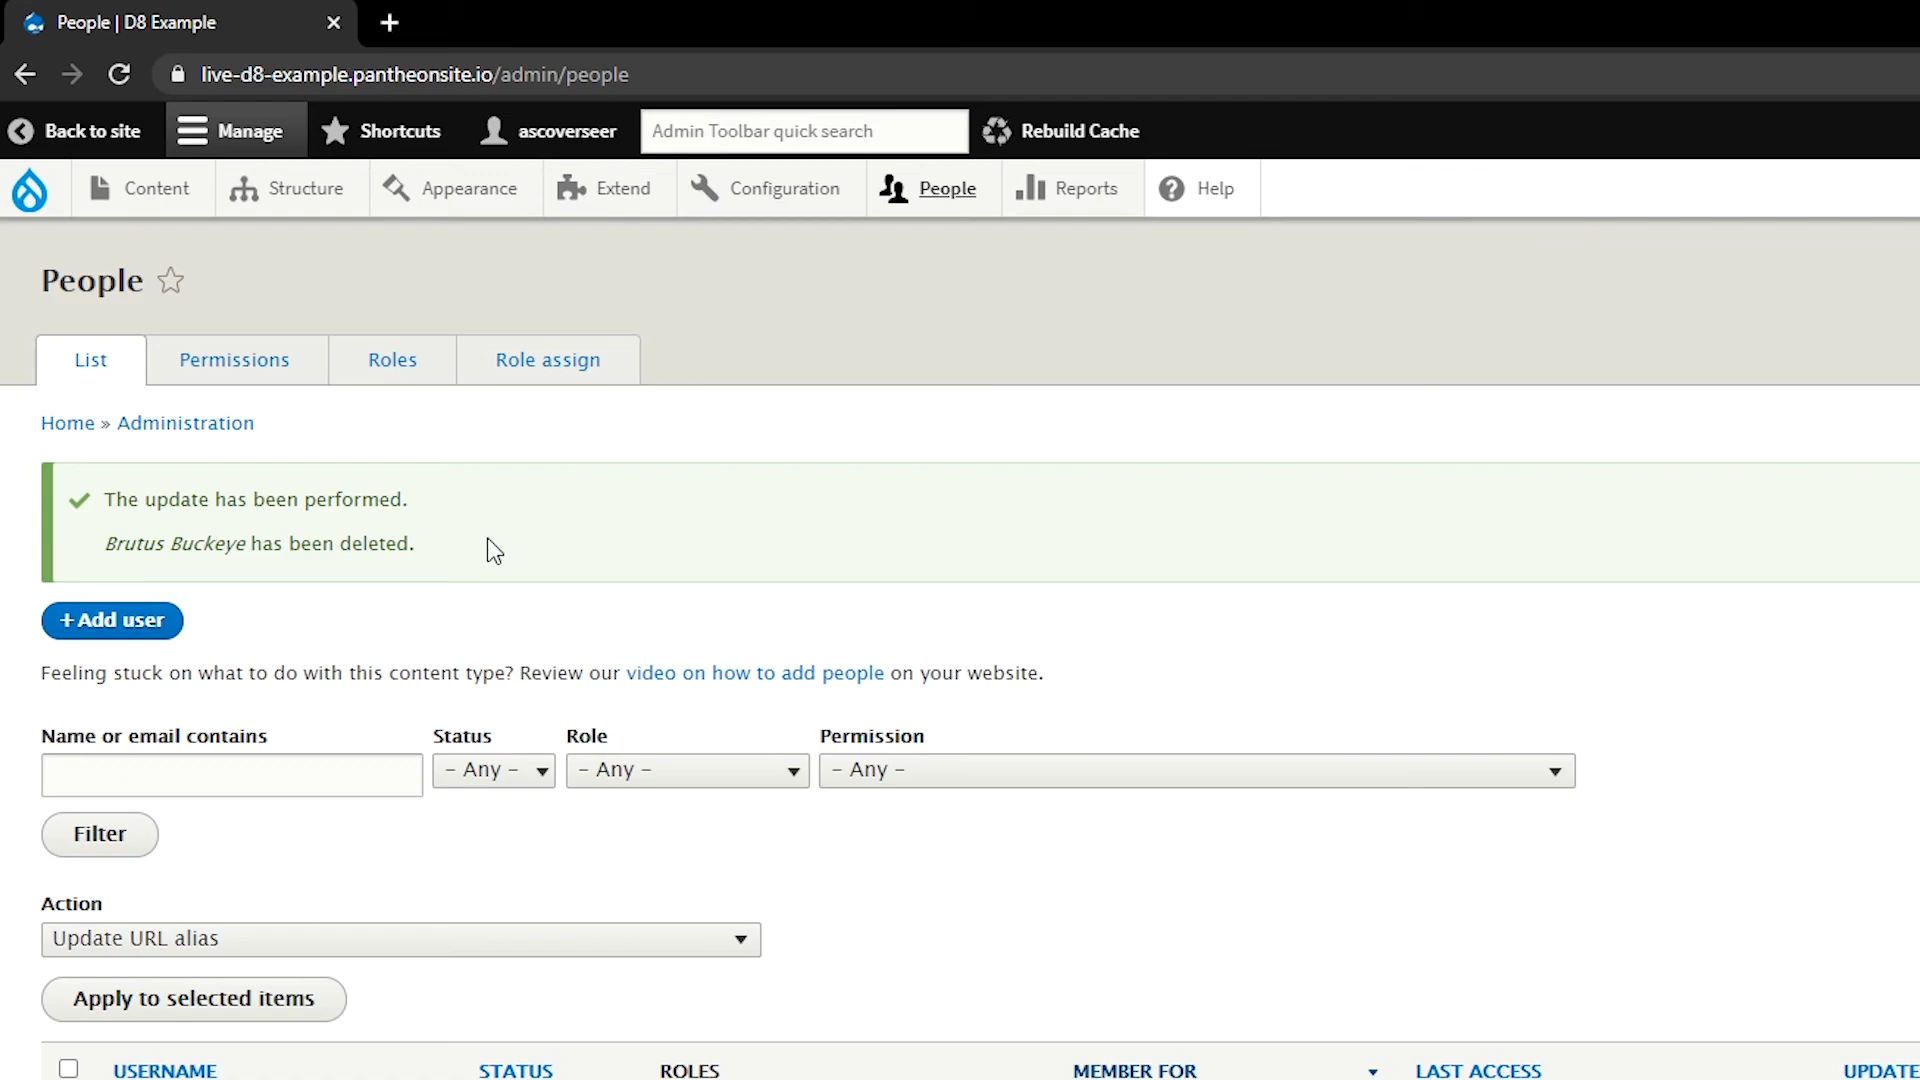 People | D8 Example
live-d8-example.pantheonsite.io/admin/people
Back to site Manage Shortcuts ascoverseer Admin Toolbar quick search Rebuild Cache
Content Structure Appearance Extend Configuration People Reports Help
People
List Permissions Roles Role assign
Home » Administration
The update has been performed.
Brutus Buckeye has been deleted.
+ Add user
Feeling stuck on what to do with this content type? Review our video on how to add people on your website.
Name or email contains Status Role Permission
- Any - - Any - - Any -
Filter
Action
Update URL alias
Apply to selected items
USERNAME STATUS ROLES MEMBER FOR LAST ACCESS UPDATE